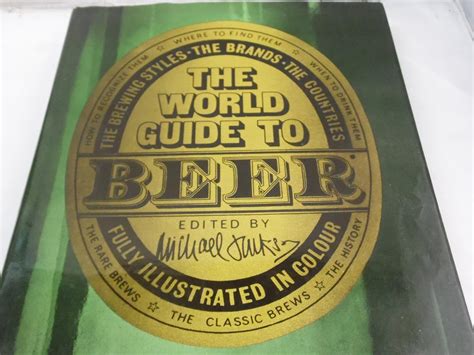 HOW TO RECOGNIZE THEM ★ WHERE TO FIND THEM ★ WHEN TO DRINK THEM
THE BREWING STYLES · THE BRANDS · THE COUNTRIES
THE
WORLD
GUIDE TO
BEER
EDITED BY
Michael Jackson
FULLY ILLUSTRATED IN COLOUR
THE RARE BREWS ★ THE CLASSIC BREWS ★ THE HISTORY